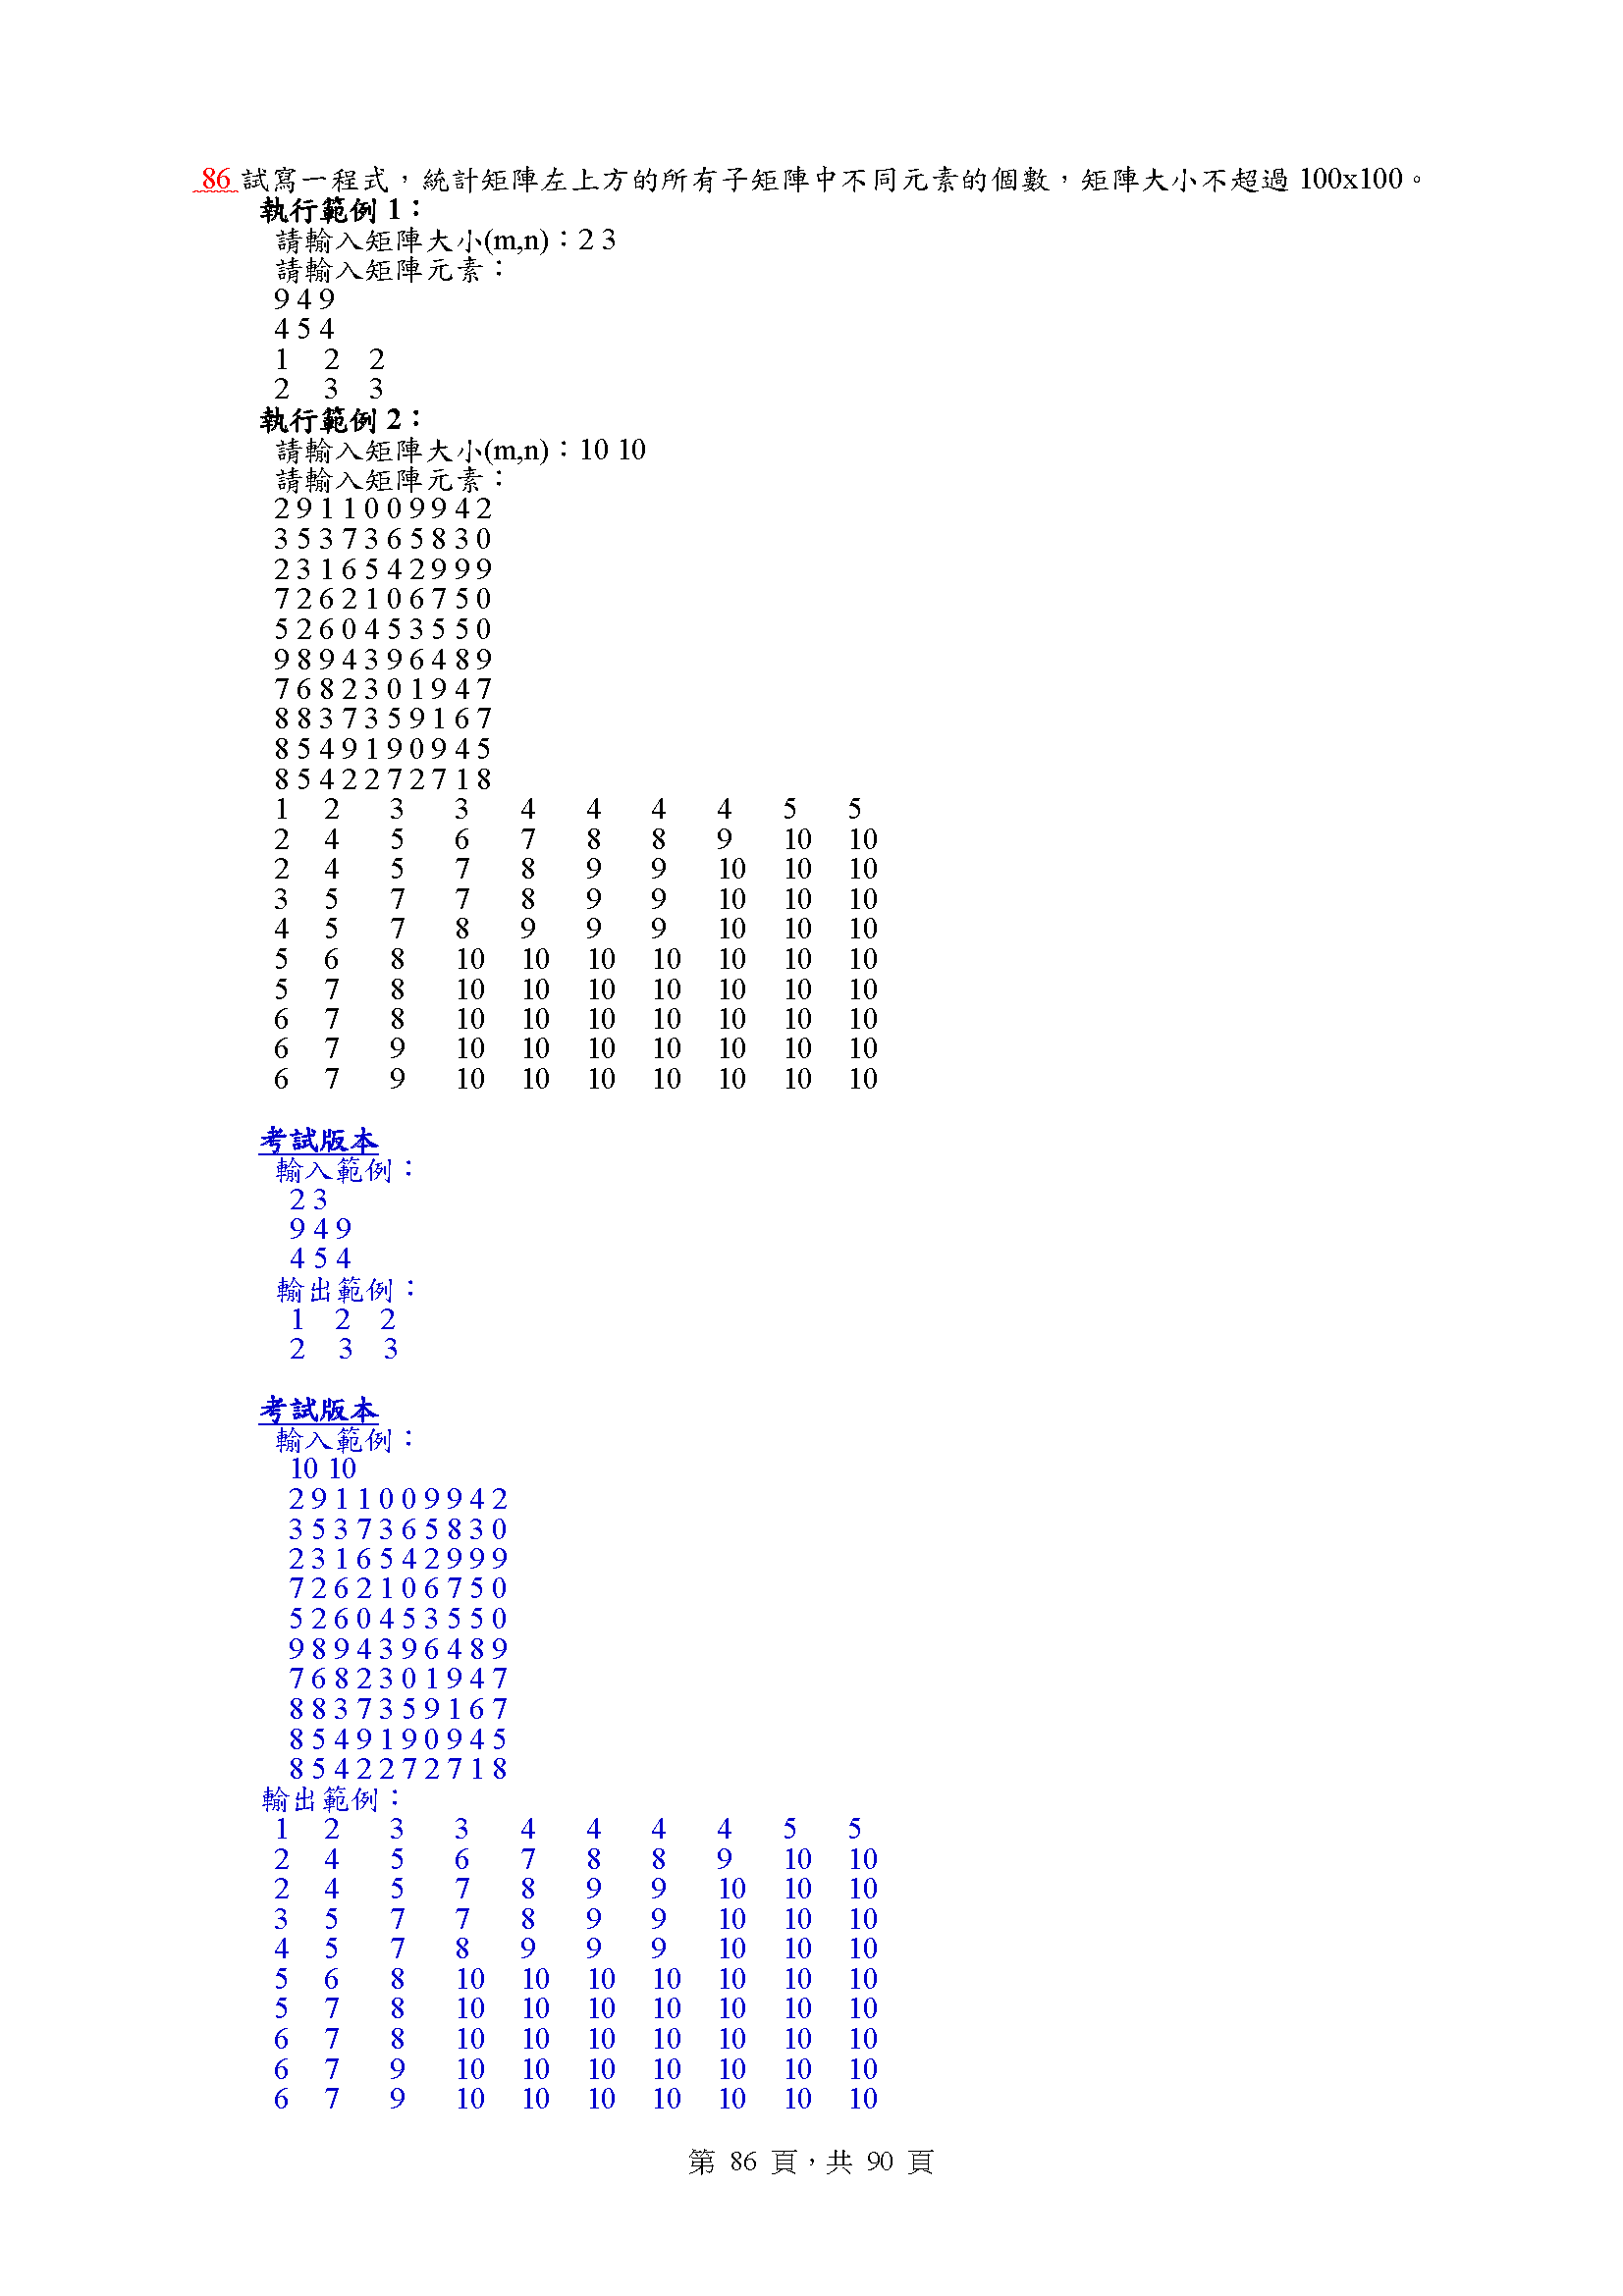 86 試寫一程式，統計矩陣左上方的所有子矩陣中不同元素的個數，矩陣大小不超過 100x100。
執行範例 1：
請輸入矩陣大小(m,n)：2 3
請輸入矩陣元素：
9 4 9
4 5 4
1 2 2
2 3 3
執行範例 2：
請輸入矩陣大小(m,n)：10 10
請輸入矩陣元素：
2 9 1 1 0 0 9 9 4 2
3 5 3 7 3 6 5 8 3 0
2 3 1 6 5 4 2 9 9 9
7 2 6 2 1 0 6 7 5 0
5 2 6 0 4 5 3 5 5 0
9 8 9 4 3 9 6 4 8 9
7 6 8 2 3 0 1 9 4 7
8 8 3 7 3 5 9 1 6 7
8 5 4 9 1 9 0 9 4 5
8 5 4 2 2 7 2 7 1 8
1 2 3 3 4 4 4 4 5 5
2 4 5 6 7 8 8 9 10 10
2 4 5 7 8 9 9 10 10 10
3 5 7 7 8 9 9 10 10 10
4 5 7 8 9 9 9 10 10 10
5 6 8 10 10 10 10 10 10 10
5 7 8 10 10 10 10 10 10 10
6 7 8 10 10 10 10 10 10 10
6 7 9 10 10 10 10 10 10 10
6 7 9 10 10 10 10 10 10 10
考試版本
輸入範例：
2 3
9 4 9
4 5 4
輸出範例：
1 2 2
2 3 3
考試版本
輸入範例：
10 10
2 9 1 1 0 0 9 9 4 2
3 5 3 7 3 6 5 8 3 0
2 3 1 6 5 4 2 9 9 9
7 2 6 2 1 0 6 7 5 0
5 2 6 0 4 5 3 5 5 0
9 8 9 4 3 9 6 4 8 9
7 6 8 2 3 0 1 9 4 7
8 8 3 7 3 5 9 1 6 7
8 5 4 9 1 9 0 9 4 5
8 5 4 2 2 7 2 7 1 8
輸出範例：
1 2 3 3 4 4 4 4 5 5
2 4 5 6 7 8 8 9 10 10
2 4 5 7 8 9 9 10 10 10
3 5 7 7 8 9 9 10 10 10
4 5 7 8 9 9 9 10 10 10
5 6 8 10 10 10 10 10 10 10
5 7 8 10 10 10 10 10 10 10
6 7 8 10 10 10 10 10 10 10
6 7 9 10 10 10 10 10 10 10
6 7 9 10 10 10 10 10 10 10
第 86 頁，共 90 頁